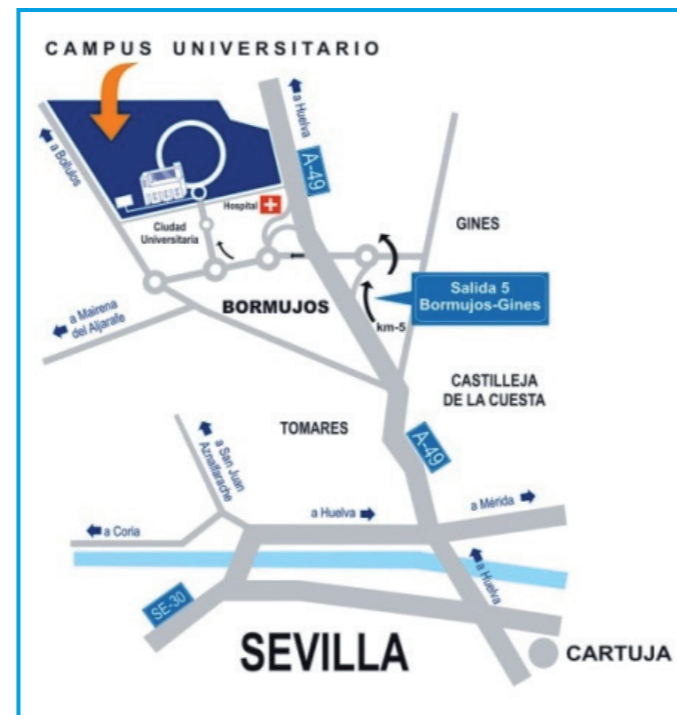 CAMPUS UNIVERSITARIO
a Huelva
A-49
a Bollulos
Hospital
Ciudad
Universitaria
GINES
Salida 5
Bormujos-Gines
BORMUJOS
km-5
a Mairena
del Aljarafe
CASTILLEJA
DE LA CUESTA
TOMARES
A-49
a San Juan
Aznalfarache
a Huelva
a Mérida
a Coria
a Huelva
SE-30
SEVILLA
CARTUJA